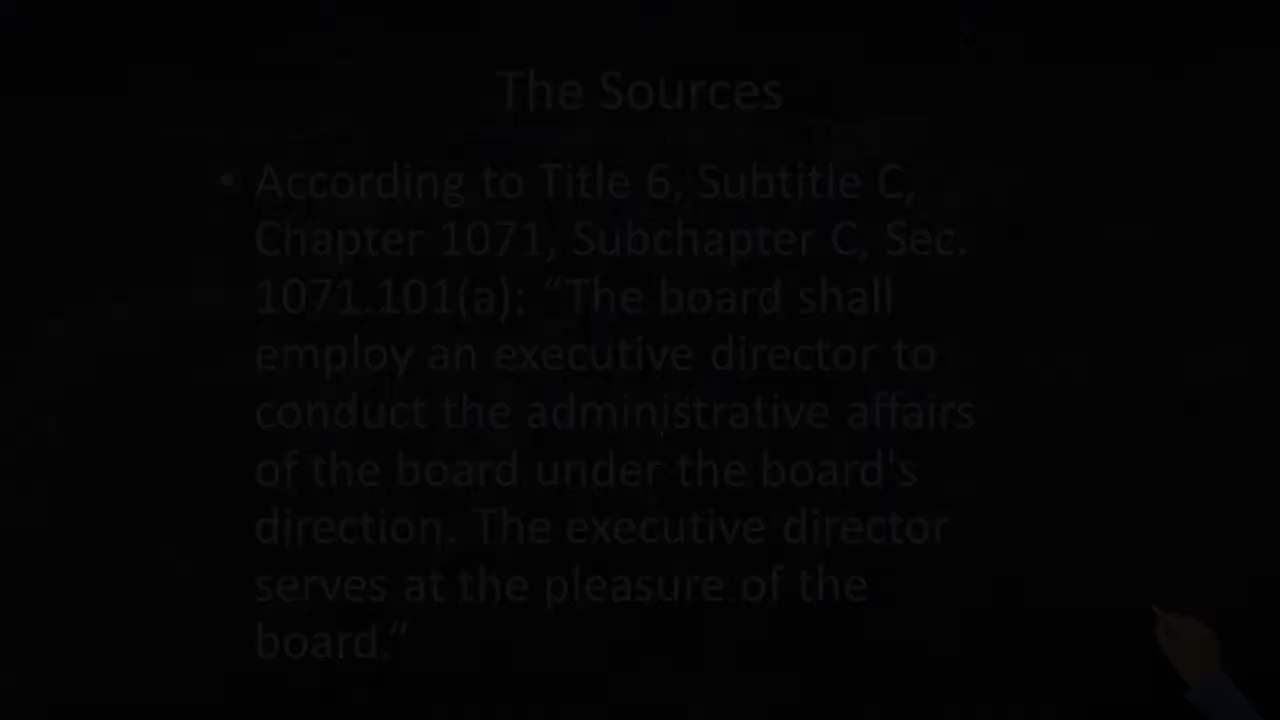 The Sources
• According to Title 6, Subtitle C,
Chapter 1071, Subchapter C, Sec.
1071.101(a): “The board shall
employ an executive director to
conduct the administrative affairs
of the board under the board's
direction. The executive director
serves at the pleasure of the
board.”